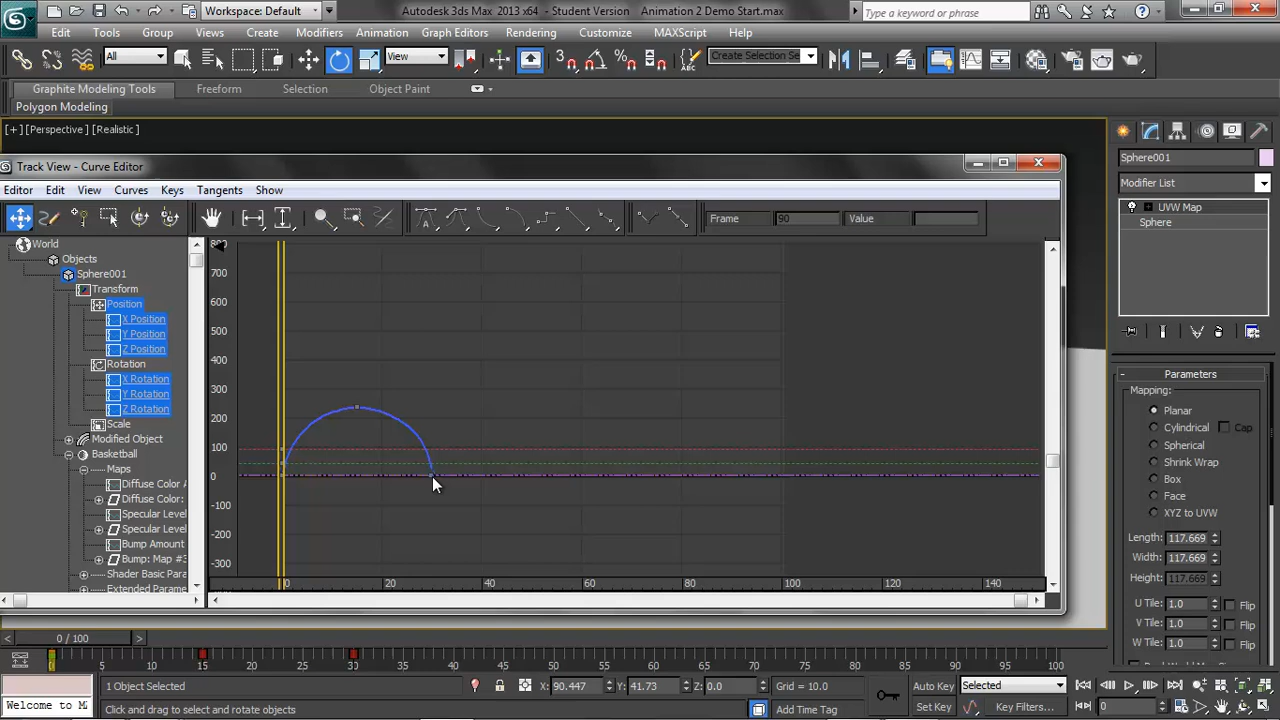 Workspace: Default
Autodesk 3ds Max 2013 x64 - Student Version Animation 2 Demo Start.max
Type a keyword or phrase
Edit Tools Group Views Create Modifiers Animation Graph Editors Rendering Customize MAXScript Help
All
View
3
Create Selection Se
Graphite Modeling Tools Freeform Selection Object Paint
Polygon Modeling
[+] [Perspective] [Realistic]
Track View - Curve Editor
Editor Edit View Curves Keys Tangents Show
Frame 90 Value
World
Objects
Sphere001
Transform
Position
X Position
Y Position
Z Position
Rotation
X Rotation
Y Rotation
Z Rotation
Scale
Modified Object
Basketball
Maps
Diffuse Color A
Diffuse Color:
Specular Level
Specular Level
Bump Amount
Bump: Map #3
Shader Basic Para
Extended Parame
700
600
500
400
300
200
100
0
-100
-200
-300
0 20 40 60 80 100 120 140
Sphere001
Modifier List
UVW Map
Sphere
Parameters
Mapping:
Planar
Cylindrical Cap
Spherical
Shrink Wrap
Box
Face
XYZ to UVW
Length: 117.669
Width: 117.669
Height: 117.669
U Tile: 1.0 Flip
V Tile: 1.0 Flip
W Tile: 1.0 Flip
< 0 / 100 >
5 10 15 20 25 30 35 40 45 50 55 60 65 70 75 80 85 90 95 100
1 Object Selected
X: 90.447 Y: 41.73 Z: 0.0 Grid = 10.0
Auto Key Selected
Welcome to M
Click and drag to select and rotate objects
Add Time Tag
Set Key Key Filters... 0